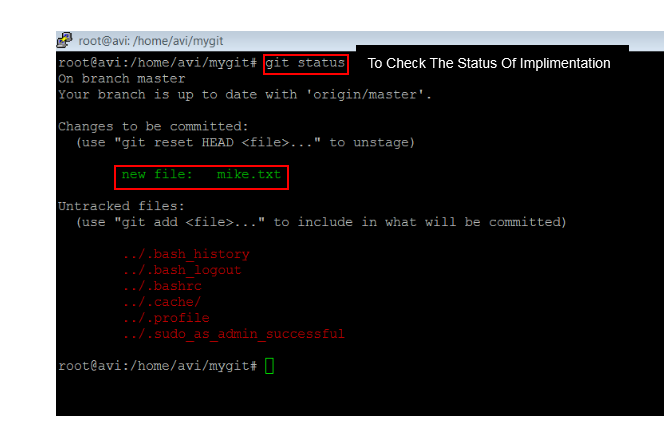 root@avi: /home/avi/mygit
root@avi:/home/avi/mygit# git status
To Check The Status Of Implimentation
On branch master
Your branch is up to date with 'origin/master'.
Changes to be committed:
(use "git reset HEAD <file>..." to unstage)
new file: mike.txt
Untracked files:
(use "git add <file>..." to include in what will be committed)
../.bash_history
../.bash_logout
../.bashrc
../.cache/
../.profile
../.sudo_as_admin_successful
root@avi:/home/avi/mygit#